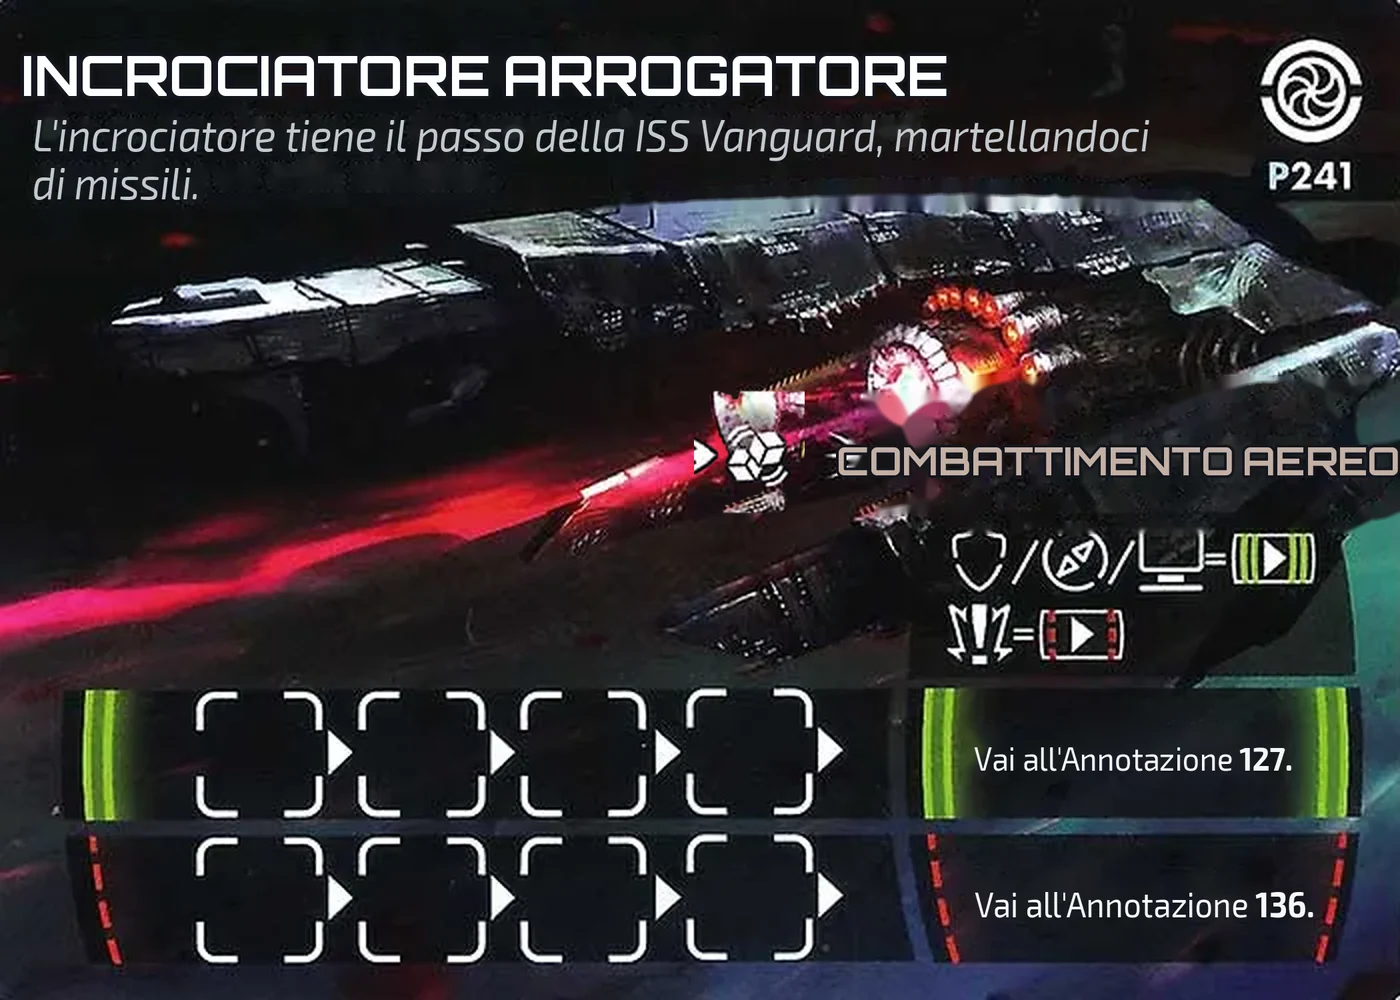 INCROCIATORE ARROGATORE
L'incrociatore tiene il passo della ISS Vanguard, martellandoci
di missili.
P241
COMBATTIMENTO AEREO
/ / =
=
Vai all'Annotazione 127.
Vai all'Annotazione 136.